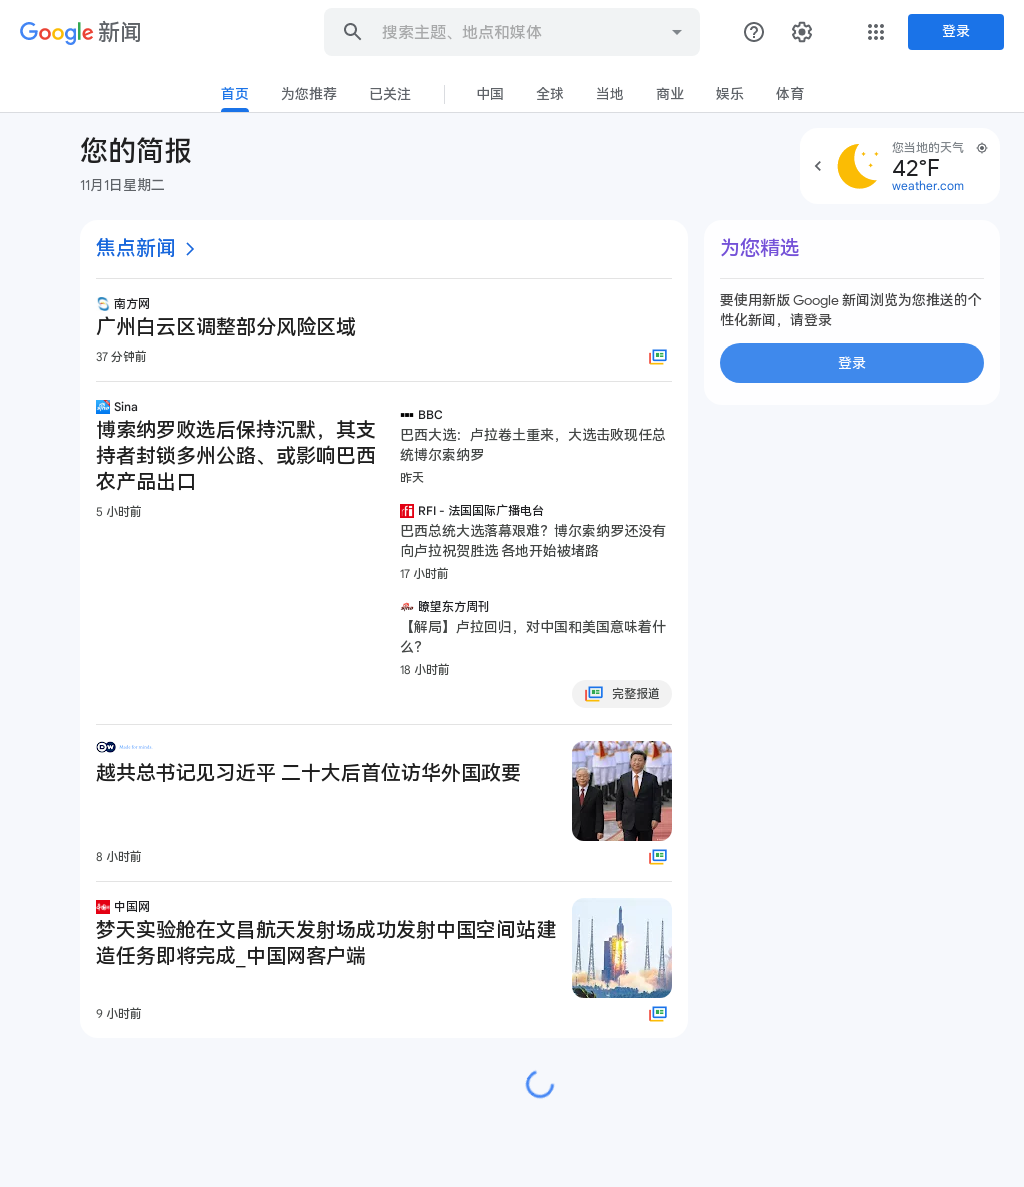 Google 新闻
搜索主题、地点和媒体
登录
首页 为您推荐 已关注 中国 全球 当地 商业 娱乐 体育
您的简报
11月1日星期二
您当地的天气
42°F
weather.com
焦点新闻
南方网
广州白云区调整部分风险区域
37 分钟前
Sina
博索纳罗败选后保持沉默，其支
持者封锁多州公路、或影响巴西
农产品出口
5 小时前
BBC
巴西大选：卢拉卷土重来，大选击败现任总
统博尔索纳罗
昨天
RFI - 法国国际广播电台
巴西总统大选落幕艰难？博尔索纳罗还没有
向卢拉祝贺胜选 各地开始被堵路
17 小时前
瞭望东方周刊
【解局】卢拉回归，对中国和美国意味着什
么？
18 小时前
完整报道
DW Made for minds
越共总书记见习近平 二十大后首位访华外国政要
8 小时前
中国网
梦天实验舱在文昌航天发射场成功发射中国空间站建
造任务即将完成_中国网客户端
9 小时前
为您精选
要使用新版 Google 新闻浏览为您推送的个
性化新闻，请登录
登录